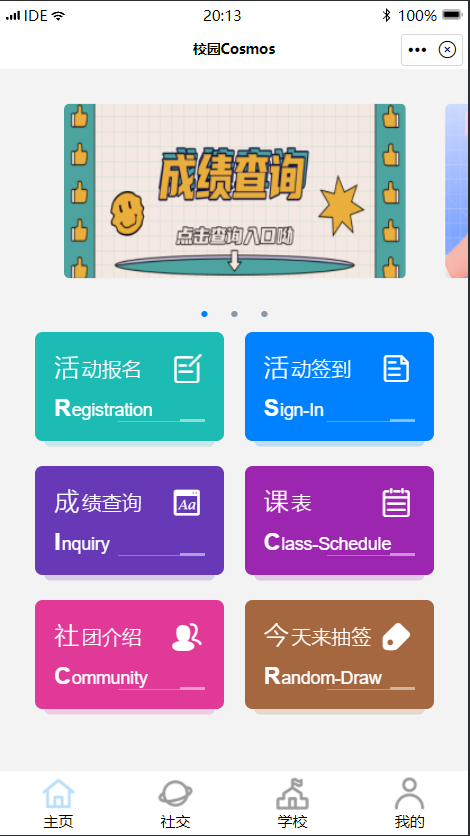 IDE 20:13 100%
校园Cosmos
成绩查询
点击查询入口呦
活动报名
Registration
活动签到
Sign-In
成绩查询
Inquiry
Aa
课表
Class-Schedule
社团介绍
Community
今天来抽签
Random-Draw
主页 社交 学校 我的